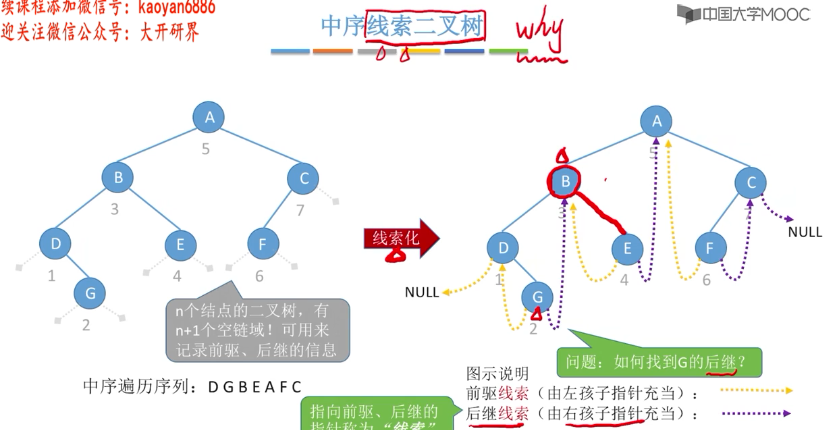 续课程添加微信号：kaoyan6886
迎关注微信公众号：大开研界
中国大学MOOC
中序线索二叉树
why
A
5
B
3
C
7
D
1
E
4
F
6
G
2
n个结点的二叉树，有
n+1个空链域！可用来
记录前驱、后继的信息
中序遍历序列：D G B E A F C
线索化
A
5
B
3
C
7
NULL
D
1
E
4
F
6
NULL
G
2
问题：如何找到G的后继？
图示说明
前驱线索（由左孩子指针充当）：
后继线索（由右孩子指针充当）：
指向前驱、后继的
指针称为“线索”